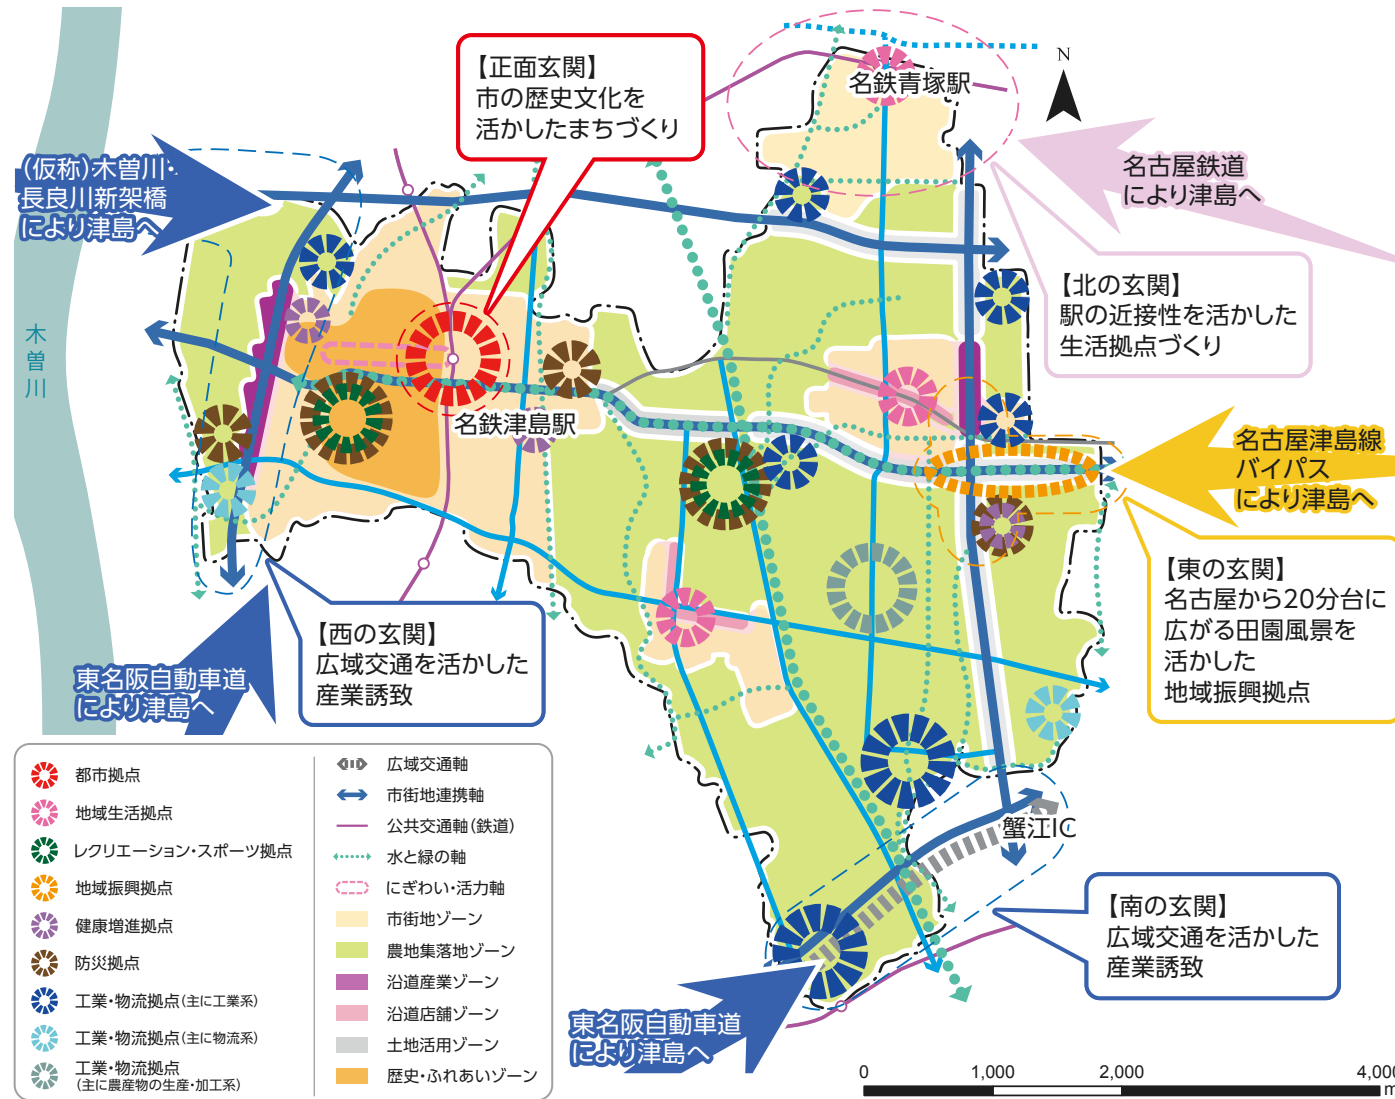 【正面玄関】
市の歴史文化を
活かしたまちづくり
名鉄青塚駅
N
(仮称)木曽川・
長良川新架橋
により津島へ
名古屋鉄道
により津島へ
【北の玄関】
駅の近接性を活かした
生活拠点づくり
木曽川
名鉄津島駅
名古屋津島線
バイパス
により津島へ
【東の玄関】
名古屋から20分台に
広がる田園風景を
活かした
地域振興拠点
【西の玄関】
広域交通を活かした
産業誘致
東名阪自動車道
により津島へ
蟹江IC
【南の玄関】
広域交通を活かした
産業誘致
東名阪自動車道
により津島へ
都市拠点
地域生活拠点
レクリエーション・スポーツ拠点
地域振興拠点
健康増進拠点
防災拠点
工業・物流拠点(主に工業系)
工業・物流拠点(主に物流系)
工業・物流拠点
(主に農産物の生産・加工系)
広域交通軸
市街地連携軸
公共交通軸(鉄道)
水と緑の軸
にぎわい・活力軸
市街地ゾーン
農地集落地ゾーン
沿道産業ゾーン
沿道店舗ゾーン
土地活用ゾーン
歴史・ふれあいゾーン
0 1,000 2,000 4,000
m